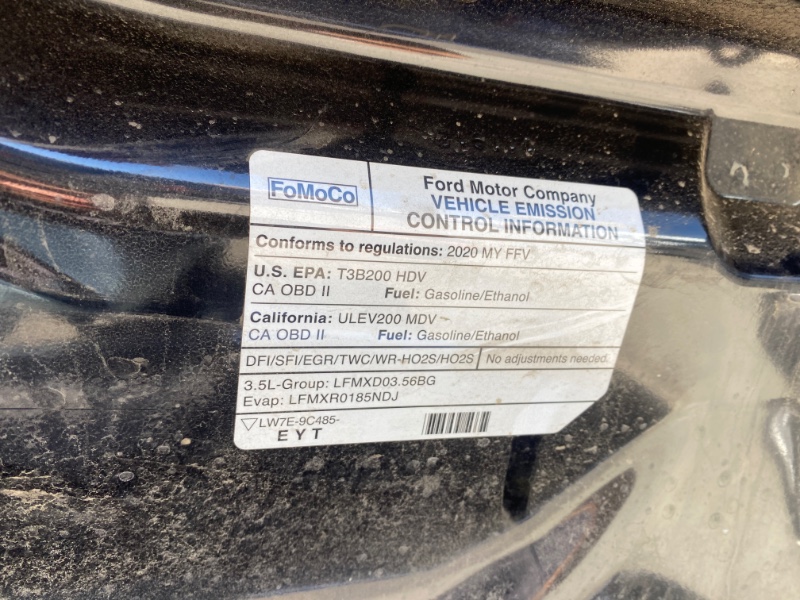 FoMoCo
Ford Motor Company
VEHICLE EMISSION
CONTROL INFORMATION
Conforms to regulations: 2020 MY FFV
U.S. EPA: T3B200 HDV
CA OBD II Fuel: Gasoline/Ethanol
California: ULEV200 MDV
CA OBD II Fuel: Gasoline/Ethanol
DFI/SFI/EGR/TWC/WR-HO2S/HO2S No adjustments needed.
3.5L-Group: LFMXD03.56BG
Evap: LFMXR0185NDJ
LW7E-9C485-
EYT